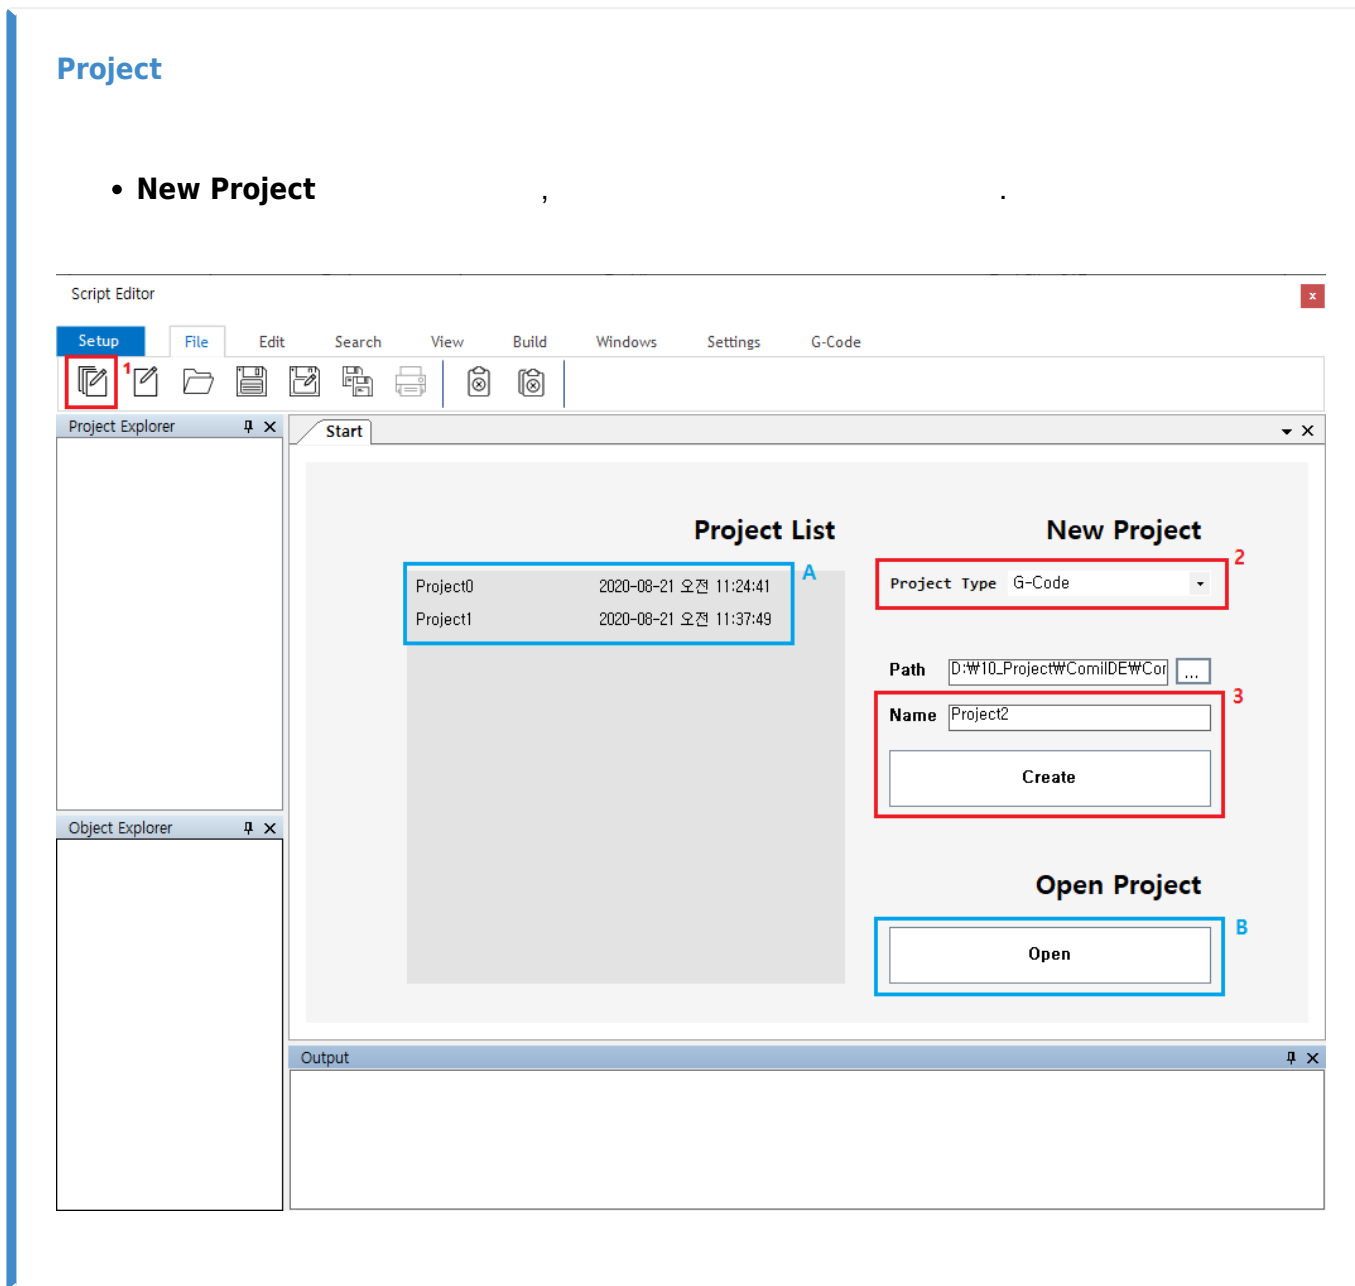 Project
• New Project , .
Script Editor
x
Setup File Edit Search View Build Windows Settings G-Code
1
Project Explorer
Start
Project List
New Project
2
A
Project0 2020-08-21 오전 11:24:41
Project Type G-Code
Project1 2020-08-21 오전 11:37:49
Path D:₩10_Project₩ComiIDE₩Cor ...
3
Name Project2
Create
Object Explorer
Open Project
B
Open
Output